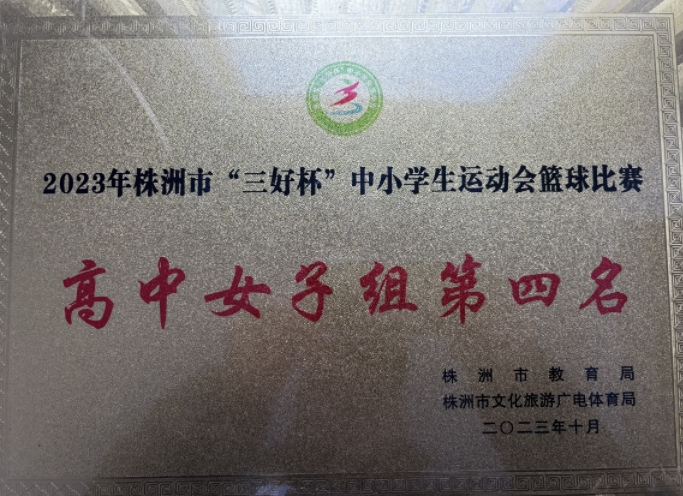 2023年株洲市“三好杯”中小学生运动会篮球比赛
高中女子组第四名
株洲市教育局
株洲市文化旅游广电体育局
二〇二三年十月